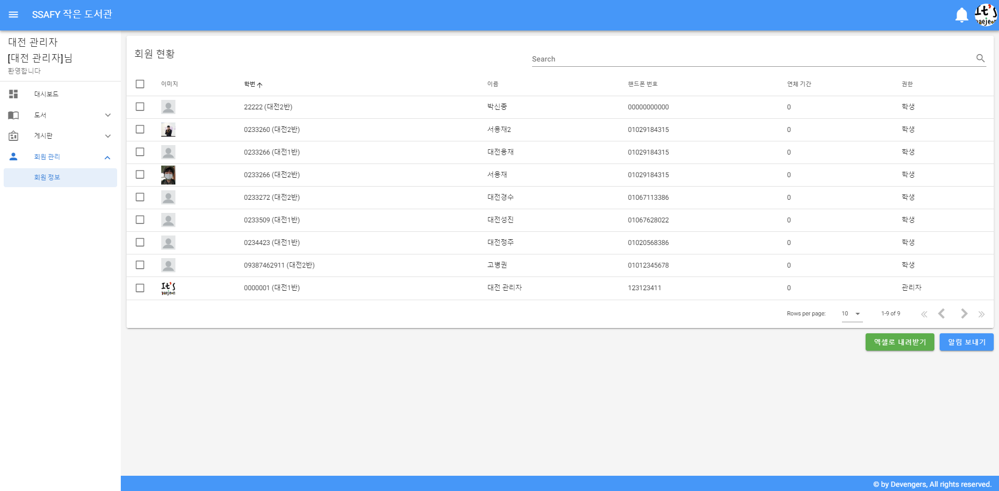 SSAFY 작은 도서관
It's
Daejeon
대전 관리자
[대전 관리자]님
환영합니다
대시보드
도서
게시판
회원 관리
회원 정보
회원 현황
Search
이미지 학번 이름 핸드폰 번호 연체 기간 권한
22222 (대전2반) 박신종 00000000000 0 학생
0233260 (대전2반) 서용재2 01029184315 0 학생
0233266 (대전1반) 대전용재 01029184315 0 학생
0233266 (대전2반) 서용재 01029184315 0 학생
0233272 (대전2반) 대전경수 01067113386 0 학생
0233509 (대전1반) 대전성진 01067628022 0 학생
0234423 (대전1반) 대전정주 01020568386 0 학생
09387462911 (대전2반) 고병권 01012345678 0 학생
It's
Daejeon
0000001 (대전1반) 대전 관리자 123123411 0 관리자
Rows per page: 10 1-9 of 9
엑셀로 내려받기 알림 보내기
© by Devengers, All rights reserved.